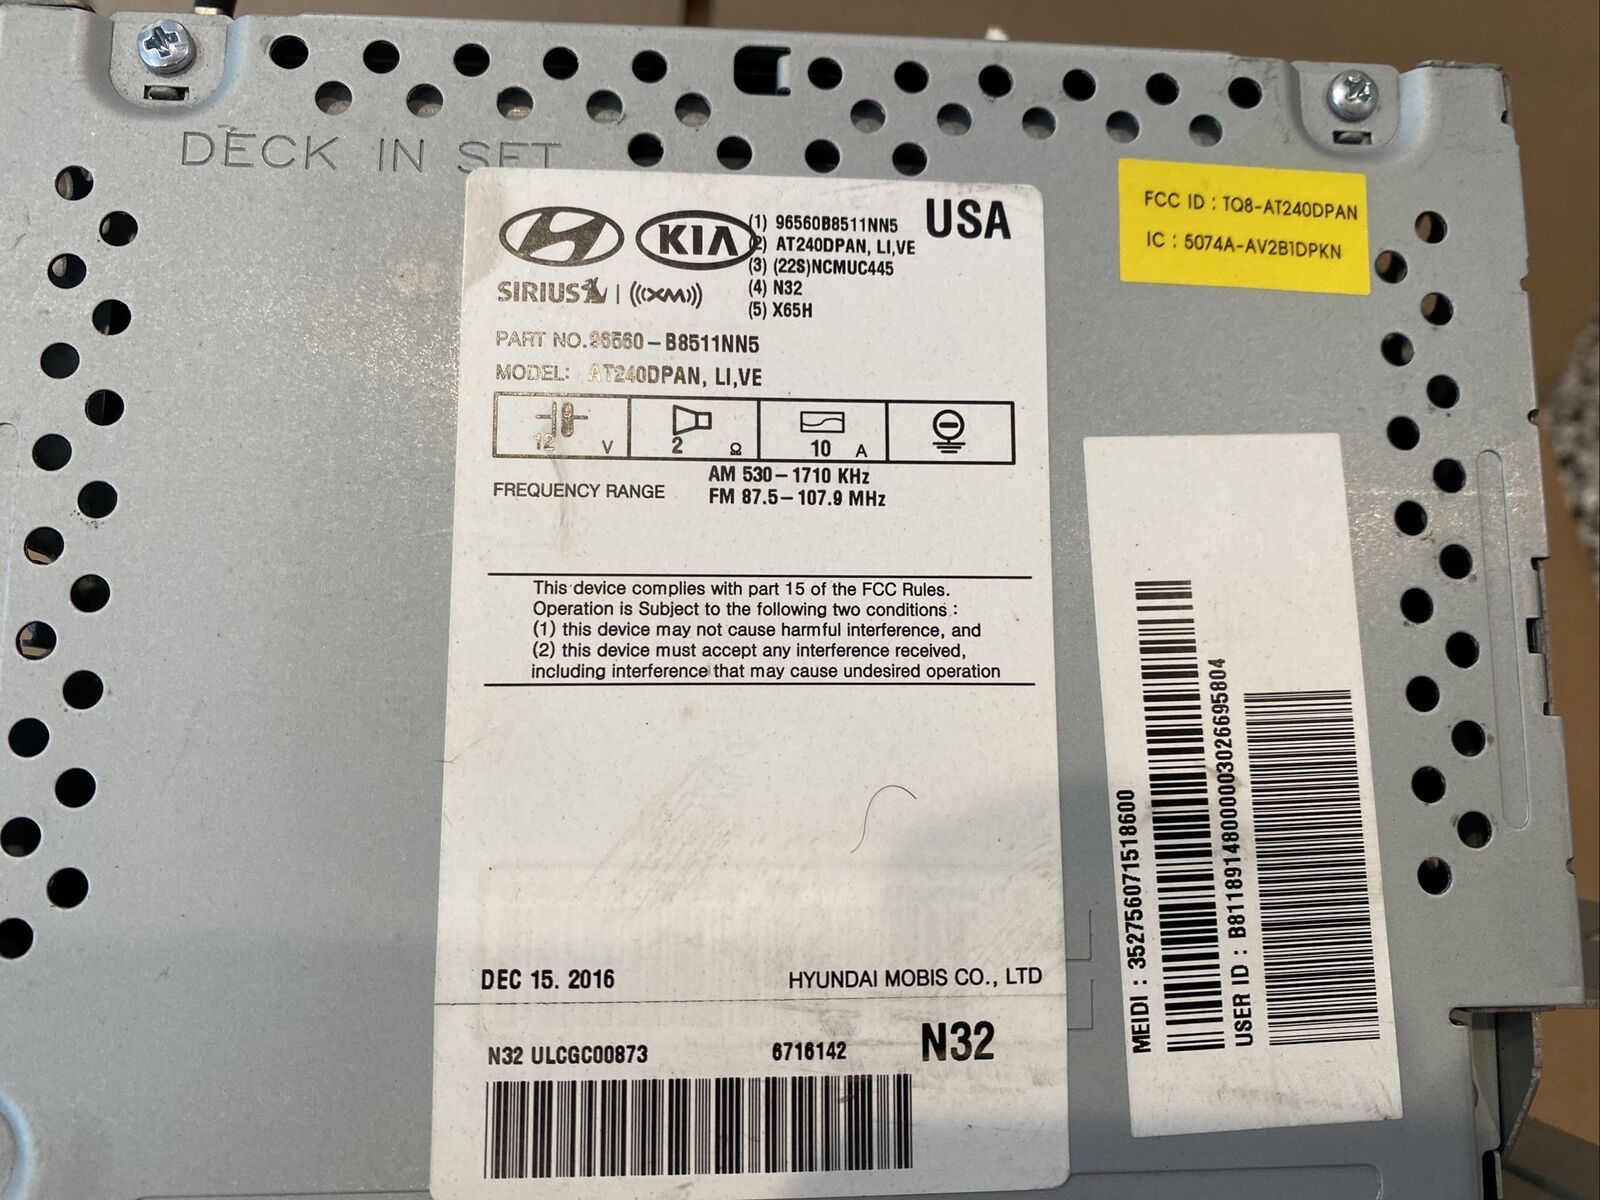 DECK IN SET
KIA
SIRIUS | ((XM))
(1) 96560B8511NN5
(2) AT240DPAN, LI,VE
(3) (22S)NCMUC445
(4) N32
(5) X65H
USA
PART NO.96560-B8511NN5
MODEL: AT240DPAN, LI,VE
12 V
2 Ω
10 A
FREQUENCY RANGE
AM 530-1710 KHz
FM 87.5-107.9 MHz
This device complies with part 15 of the FCC Rules.
Operation is Subject to the following two conditions :
(1) this device may not cause harmful interference, and
(2) this device must accept any interference received,
including interference that may cause undesired operation
DEC 15. 2016 HYUNDAI MOBIS CO., LTD
N32 ULCGC00873 6716142 N32
FCC ID : TQ8-AT240DPAN
IC : 5074A-AV2B1DPKN
MEIDI : 352756071518600
USER ID : B81189148000003026695804